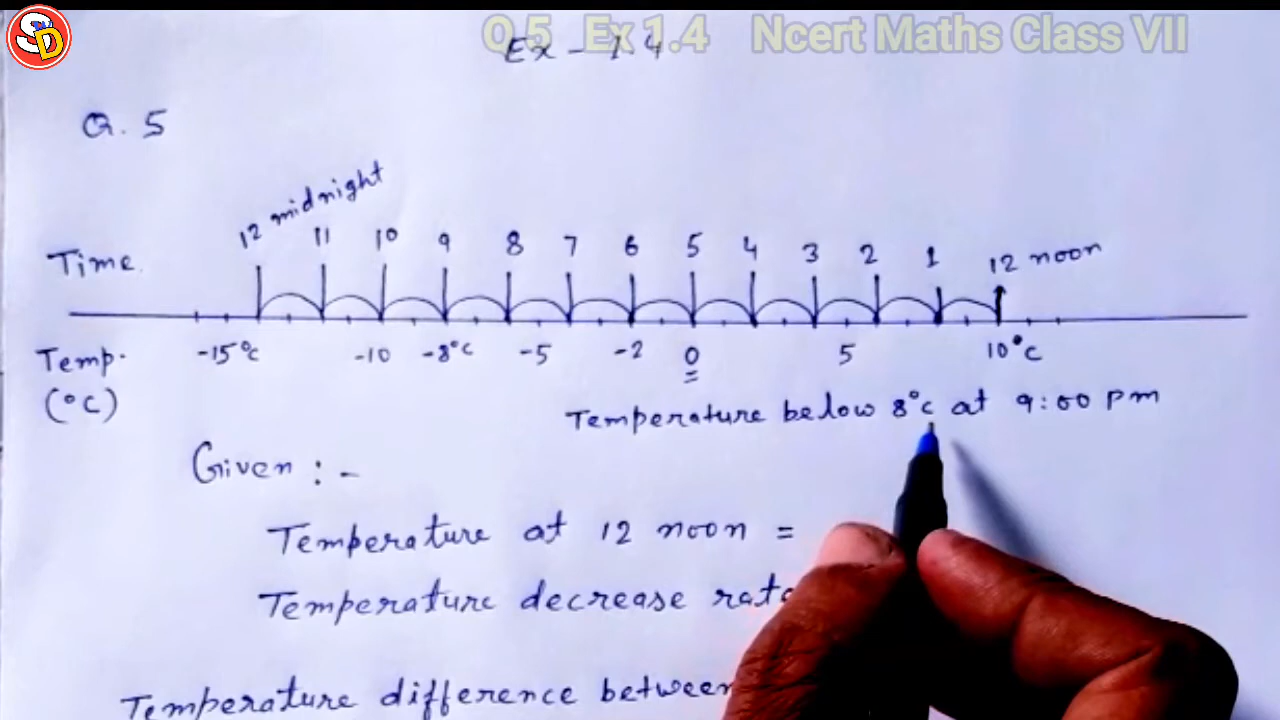 SD
Q.5 Ex 1.4 Ncert Maths Class VII
Ex - 1.4
Q. 5
Time 12 midnight 11 10 9 8 7 6 5 4 3 2 1 12 noon
Temp. (°C) -15°C -10 -8°C -5 -2 0 5 10°C
Temperature below 8°C at 9:00 pm
Given :-
Temperature at 12 noon =
Temperature decrease rate
Temperature difference between